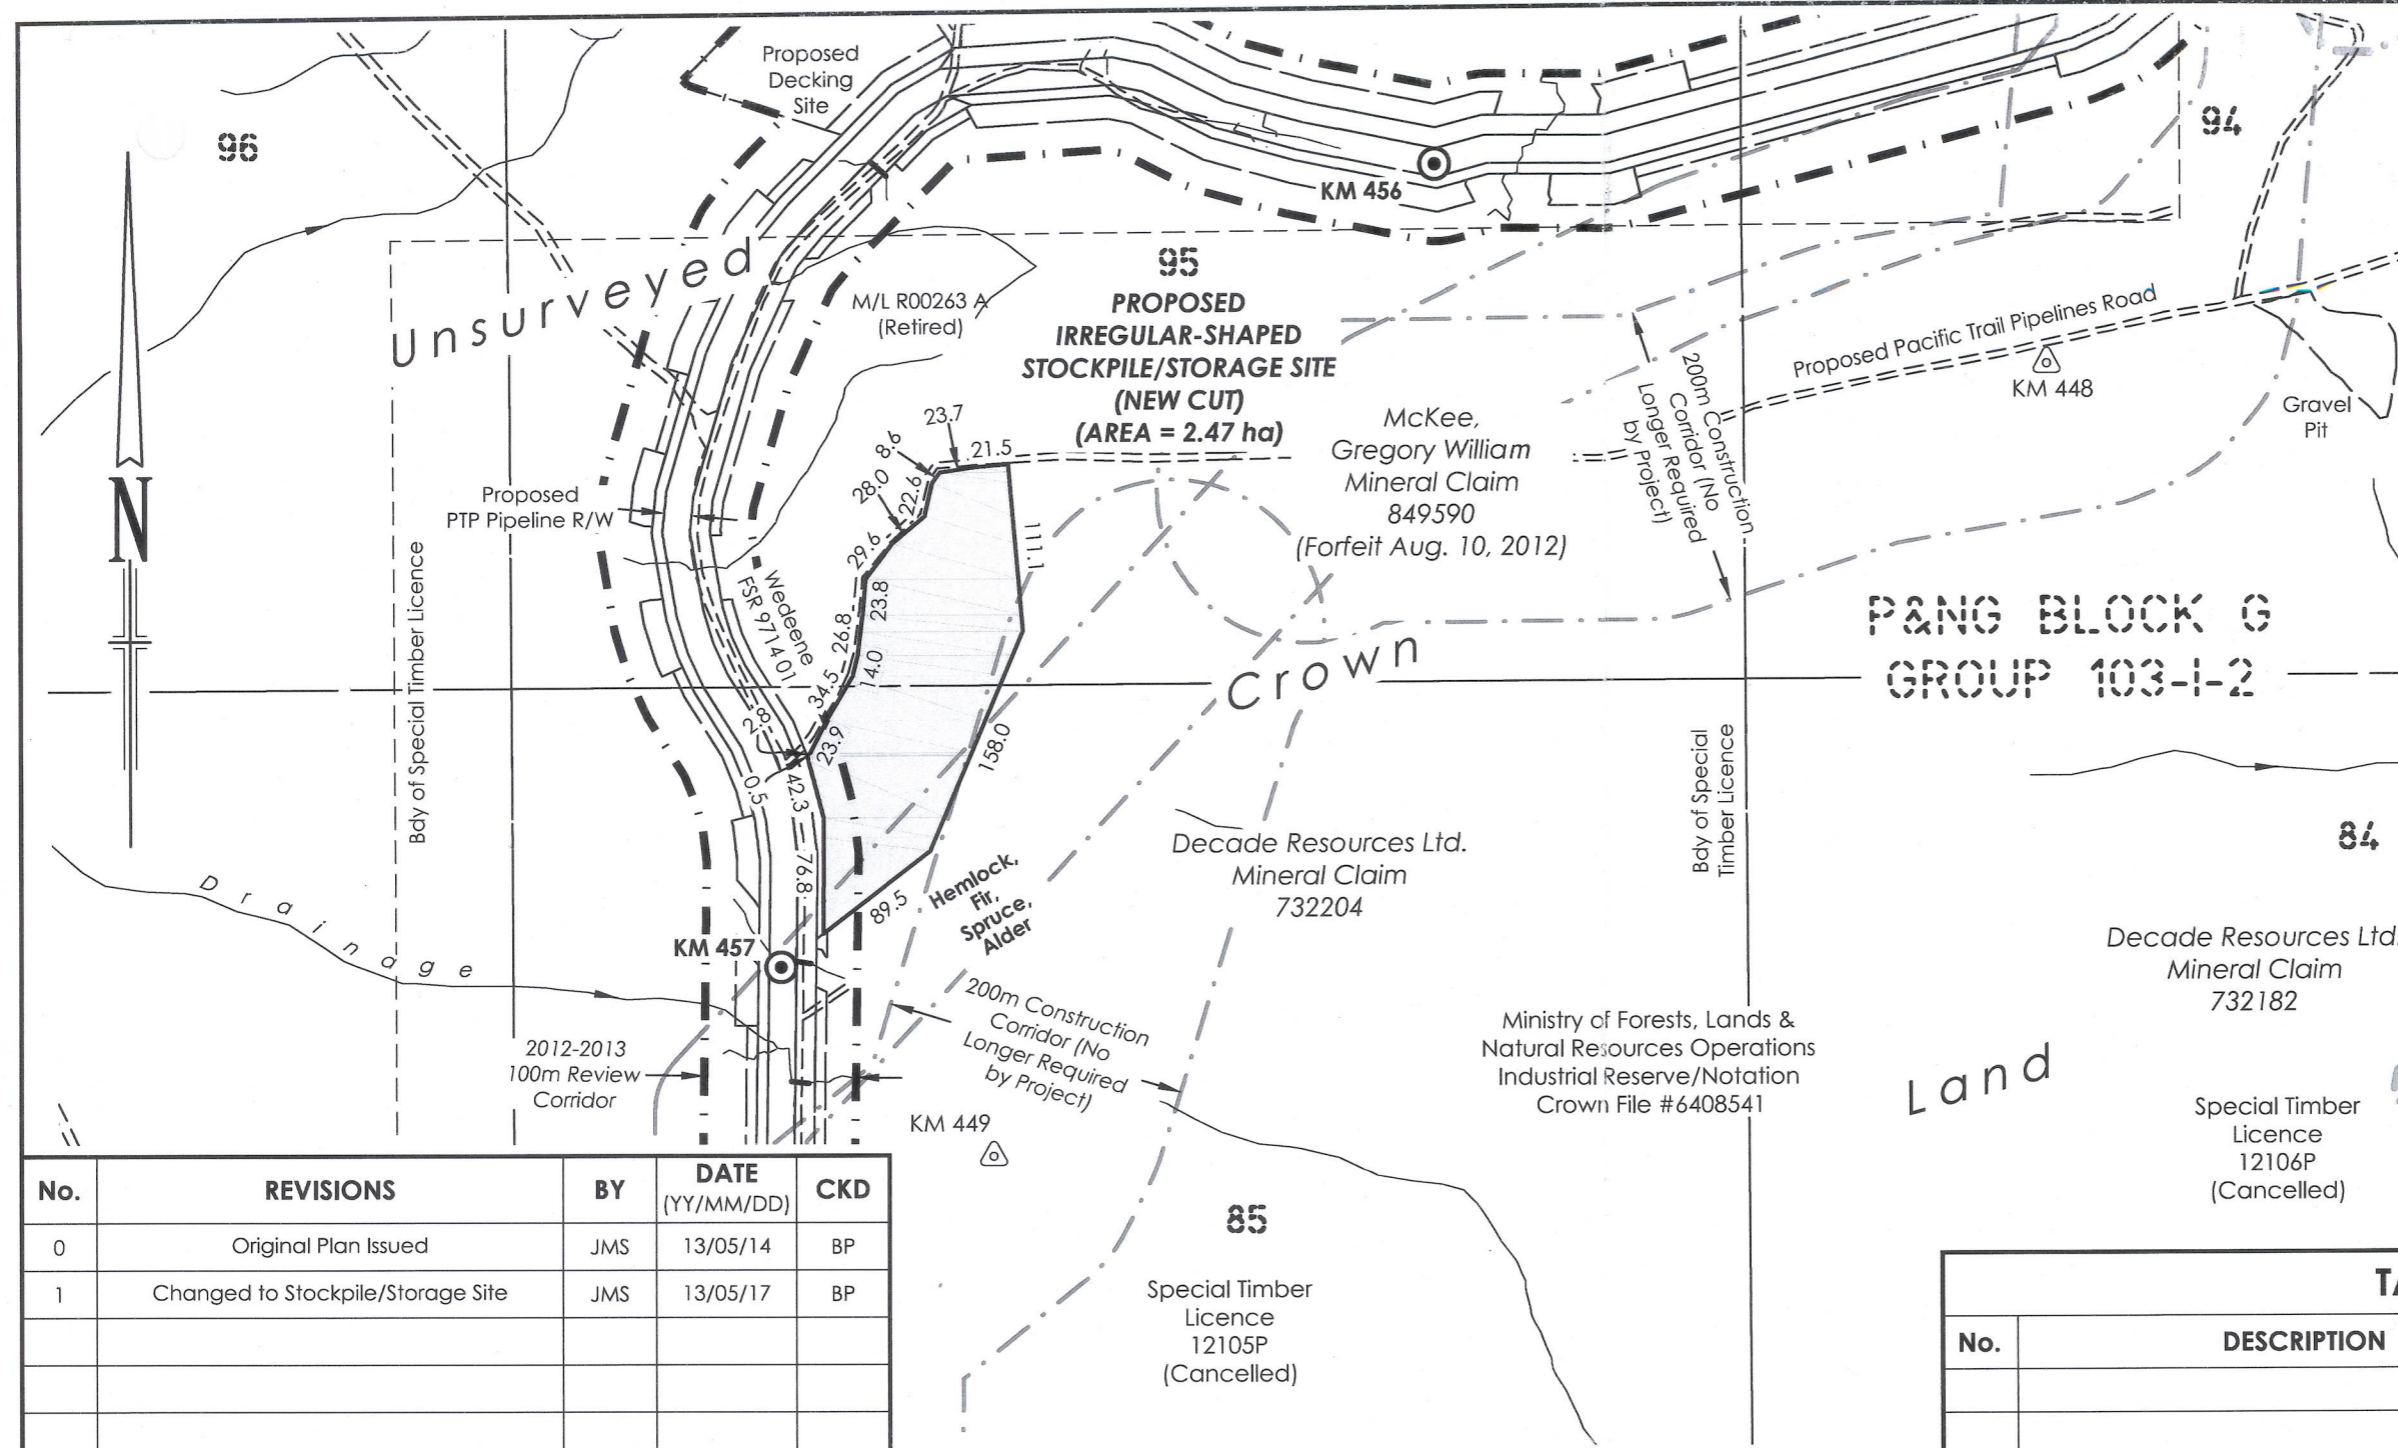 Proposed
Decking
Site
96
94
KM 456
Unsurveyed
95
PROPOSED
IRREGULAR-SHAPED
STOCKPILE/STORAGE SITE
(NEW CUT)
(AREA = 2.47 ha)
M/L R00263 A
(Retired)
Proposed Pacific Trail Pipelines Road
KM 448
Gravel
Pit
200m Construction
Corridor (No
Longer Required
by Project)
McKee,
Gregory William
Mineral Claim
849590
(Forfeit Aug. 10, 2012)
N
Proposed
PTP Pipeline R/W
Bdy of Special Timber Licence
Wedeene
FSR 9714 01
23.7
21.5
8.6
22.6
28.0
29.6
23.8
26.8
14.0
34.5
2.8
23.9
0.5
42.3
76.8
111.1
158.0
89.5
P&NG BLOCK G
GROUP 103-I-2
Crown
Bdy of Special
Timber Licence
84
Decade Resources Ltd.
Mineral Claim
732204
Hemlock,
Fir,
Spruce,
Alder
Drainage
KM 457
Decade Resources Ltd.
Mineral Claim
732182
200m Construction
Corridor (No
Longer Required
by Project)
Ministry of Forests, Lands &
Natural Resources Operations
Industrial Reserve/Notation
Crown File #6408541
Land
2012-2013
100m Review
Corridor
KM 449
Special Timber
Licence
12106P
(Cancelled)
85
Special Timber
Licence
12105P
(Cancelled)
No. REVISIONS BY DATE (YY/MM/DD) CKD
0 Original Plan Issued JMS 13/05/14 BP
1 Changed to Stockpile/Storage Site JMS 13/05/17 BP
No. DESCRIPTION